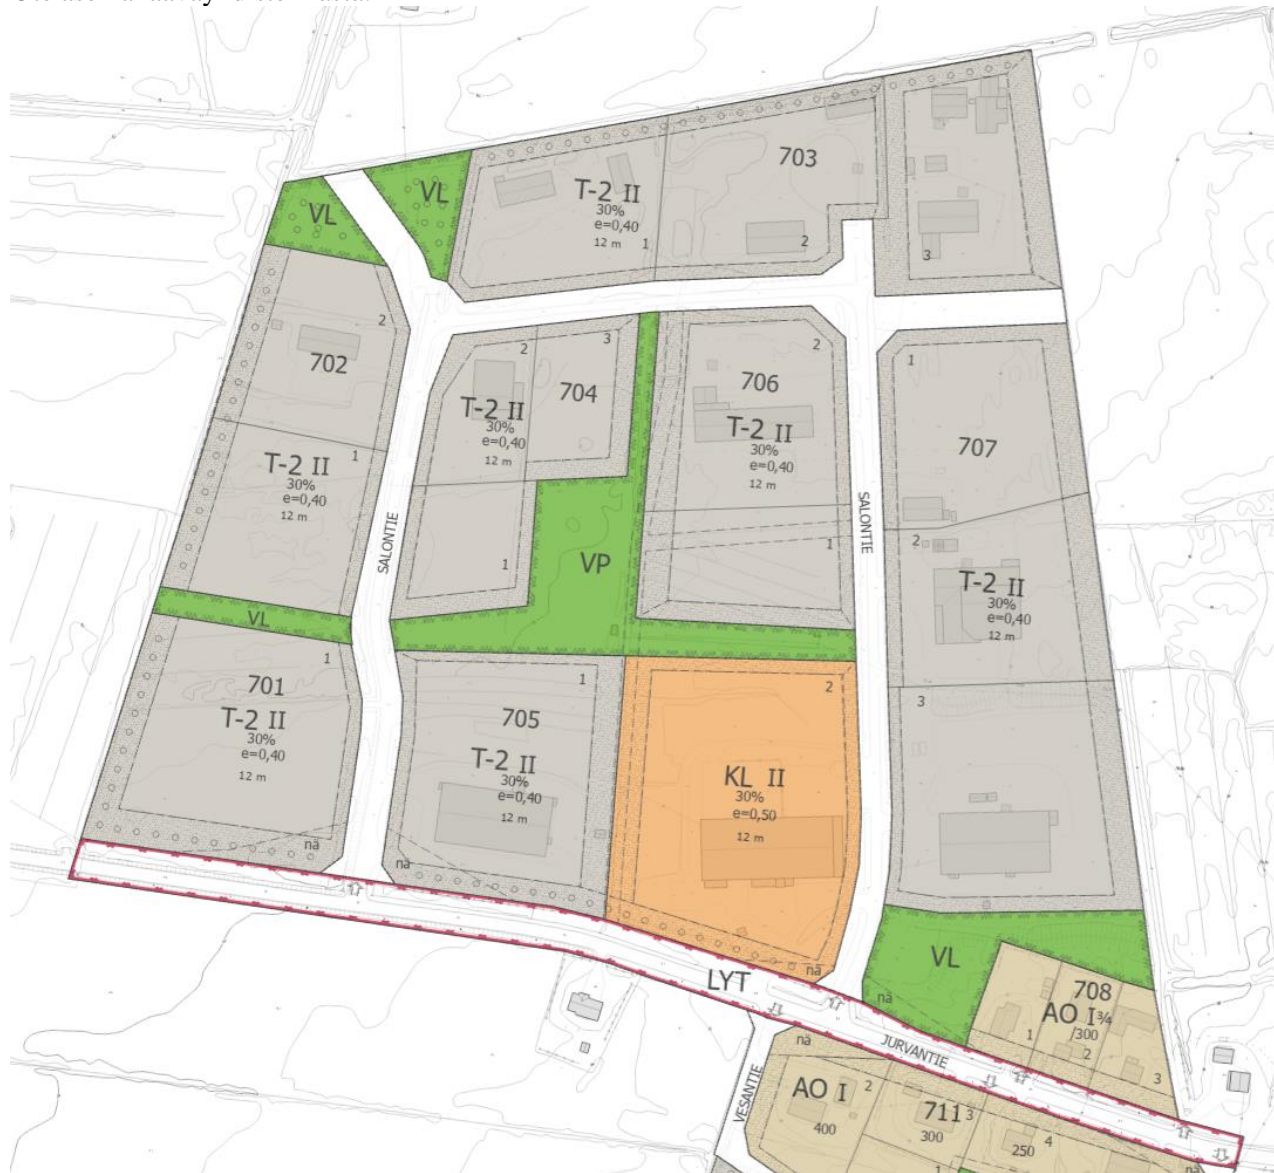 703
T-2 II
30%
e=0,40
12 m
1
2
3
VL
VL
2
702
1
T-2 II
30%
e=0,40
12 m
2
3
704
T-2 II
30%
e=0,40
12 m
1
2
706
T-2 II
30%
e=0,40
12 m
1
1
707
2
T-2 II
30%
e=0,40
12 m
3
SALONTIE
SALONTIE
VP
VL
1
701
T-2 II
30%
e=0,40
12 m
nä
1
705
T-2 II
30%
e=0,40
12 m
nä
2
KL II
30%
e=0,50
12 m
nä
VL
nä
LYT
JURVANTIE
708
AO I¾
/300
1
2
3
VESANTIE
nä
AO I
2
400
711
3
300
4
250
1